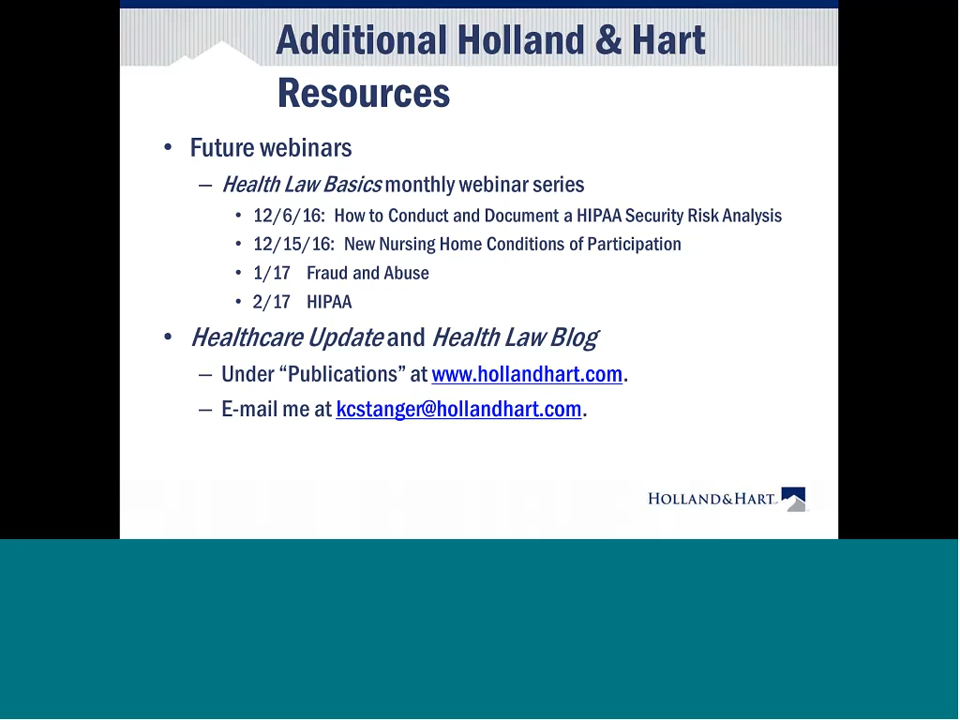 Additional Holland & Hart
Resources
• Future webinars
– Health Law Basics monthly webinar series
• 12/6/16: How to Conduct and Document a HIPAA Security Risk Analysis
• 12/15/16: New Nursing Home Conditions of Participation
• 1/17 Fraud and Abuse
• 2/17 HIPAA
• Healthcare Update and Health Law Blog
– Under “Publications” at www.hollandhart.com.
– E-mail me at kcstanger@hollandhart.com.
HOLLAND&HART